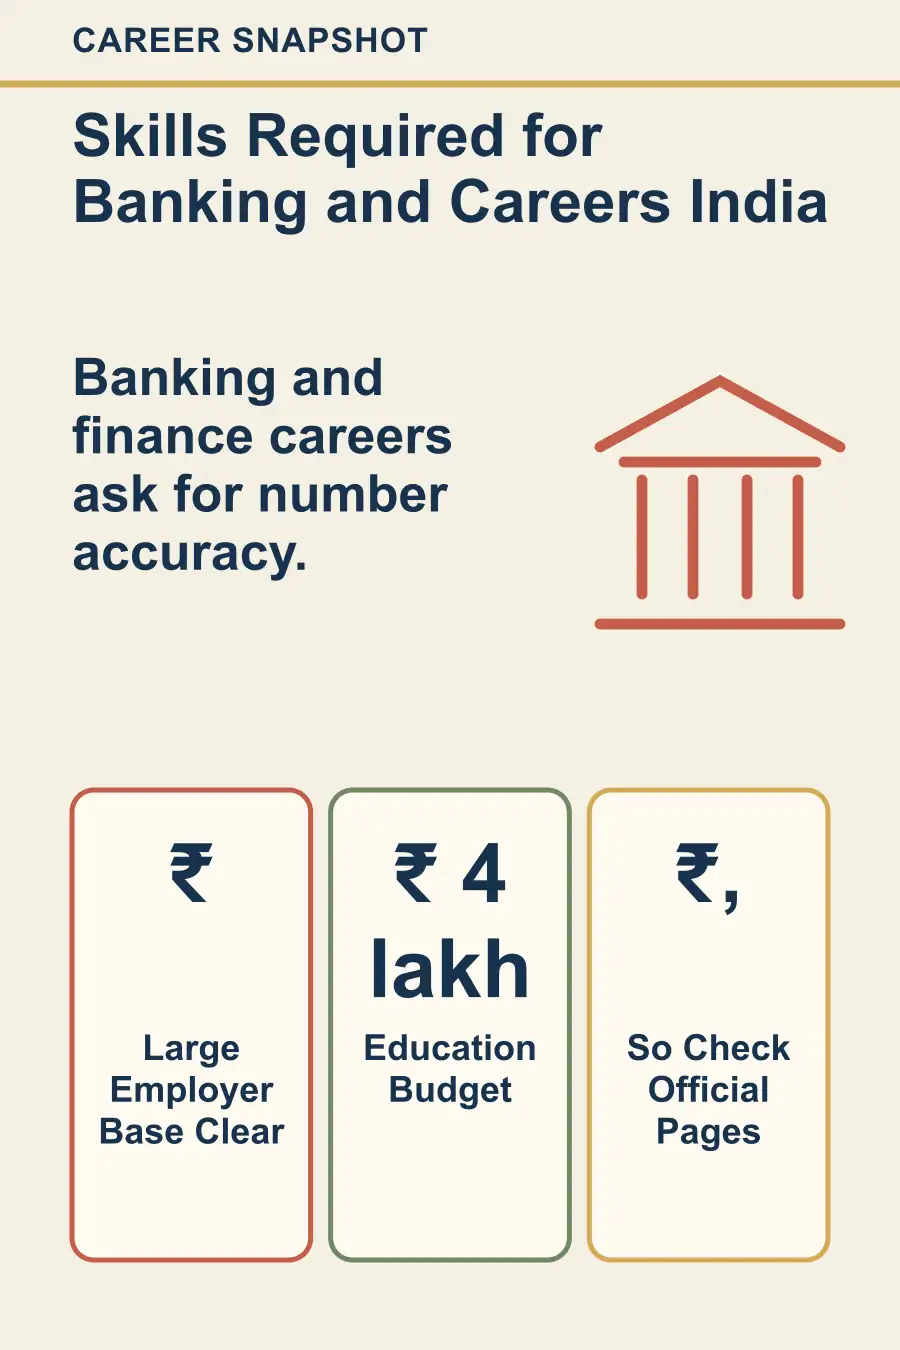 CAREER SNAPSHOT
Skills Required for
Banking and Careers India
Banking and
finance careers
ask for number
accuracy.
₹
Large
Employer
Base Clear
₹ 4
lakh
Education
Budget
₹,
So Check
Official
Pages